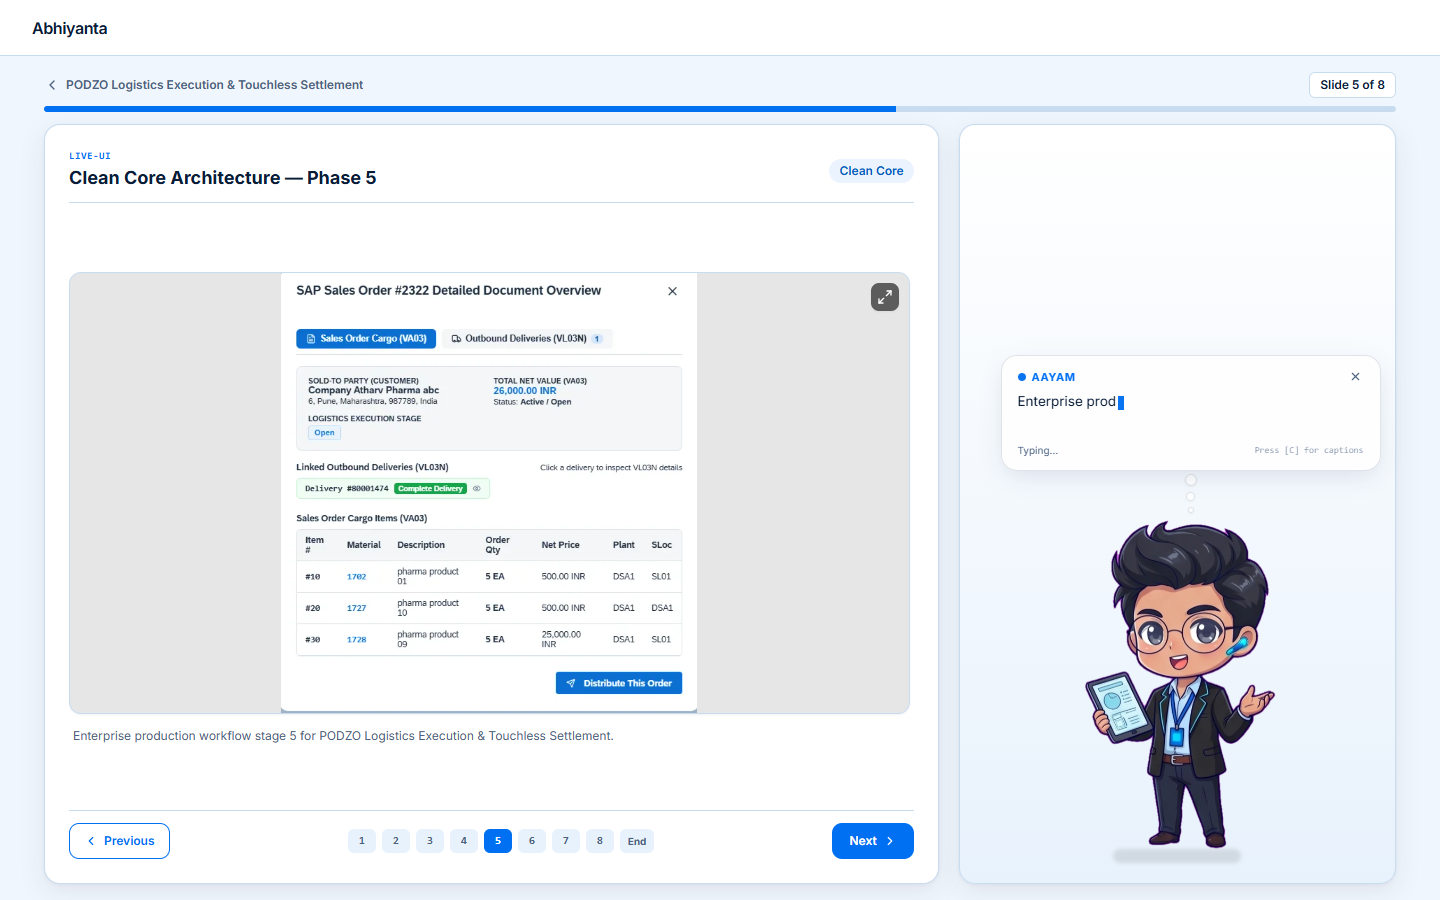 Abhiyanta
PODZO Logistics Execution & Touchless Settlement
Slide 5 of 8
LIVE-UI
Clean Core Architecture — Phase 5
Clean Core
SAP Sales Order #2322 Detailed Document Overview
Sales Order Cargo (VA03)
Outbound Deliveries (VL03N) 1
SOLD-TO PARTY (CUSTOMER)
Company Atharv Pharma abc
6, Pune, Maharashtra, 987789, India
TOTAL NET VALUE (VA03)
26,000.00 INR
Status: Active / Open
LOGISTICS EXECUTION STAGE
Open
Linked Outbound Deliveries (VL03N)
Click a delivery to inspect VL03N details
Delivery #80001474 Complete Delivery
Sales Order Cargo Items (VA03)
Item # Material Description Order Qty Net Price Plant SLoc
#10 1702 pharma product 01 5 EA 500.00 INR DSA1 SL01
#20 1727 pharma product 10 5 EA 500.00 INR DSA1 DSA1
#30 1728 pharma product 09 5 EA 25,000.00 INR DSA1 SL01
Distribute This Order
Enterprise production workflow stage 5 for PODZO Logistics Execution & Touchless Settlement.
Previous
1 2 3 4 5 6 7 8 End
Next
AAYAM
Enterprise prod
Typing...
Press [C] for captions